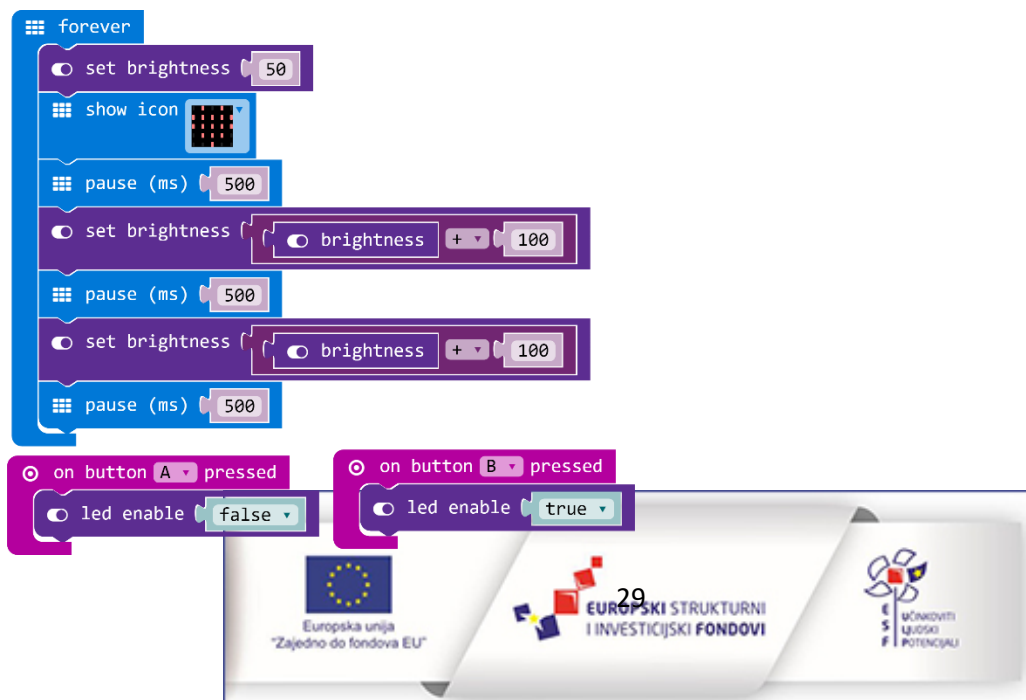 forever
set brightness 50
show icon
pause (ms) 500
set brightness brightness + 100
pause (ms) 500
set brightness brightness + 100
pause (ms) 500
on button A pressed
led enable false
on button B pressed
led enable true
Europska unija
"Zajedno do fondova EU"
29
EUROPSKI STRUKTURNI
I INVESTICIJSKI FONDOVI
E UČINKOVITI
S LJUDSKI
F POTENCIJALI